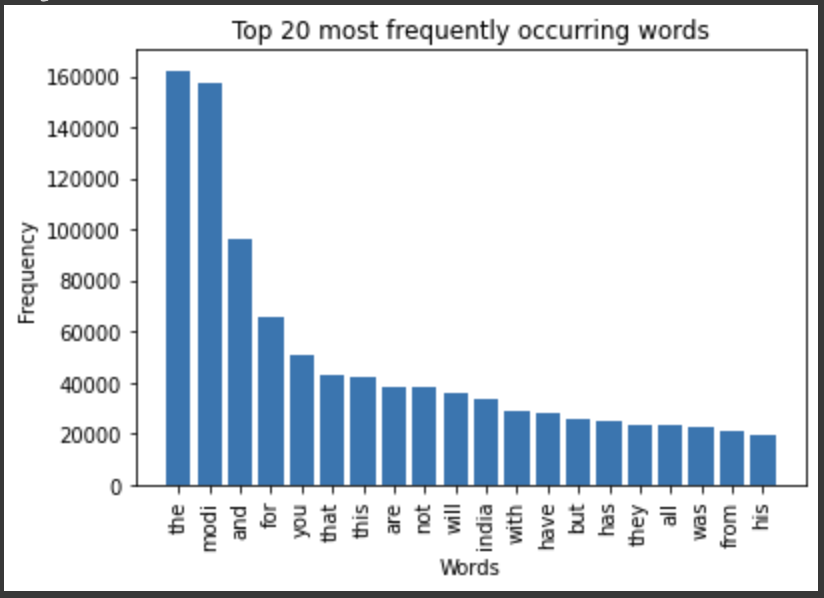 Top 20 most frequently occurring words
Frequency
160000
140000
120000
100000
80000
60000
40000
20000
0
the modi and for you that this are not will india with have but has they all was from his
Words